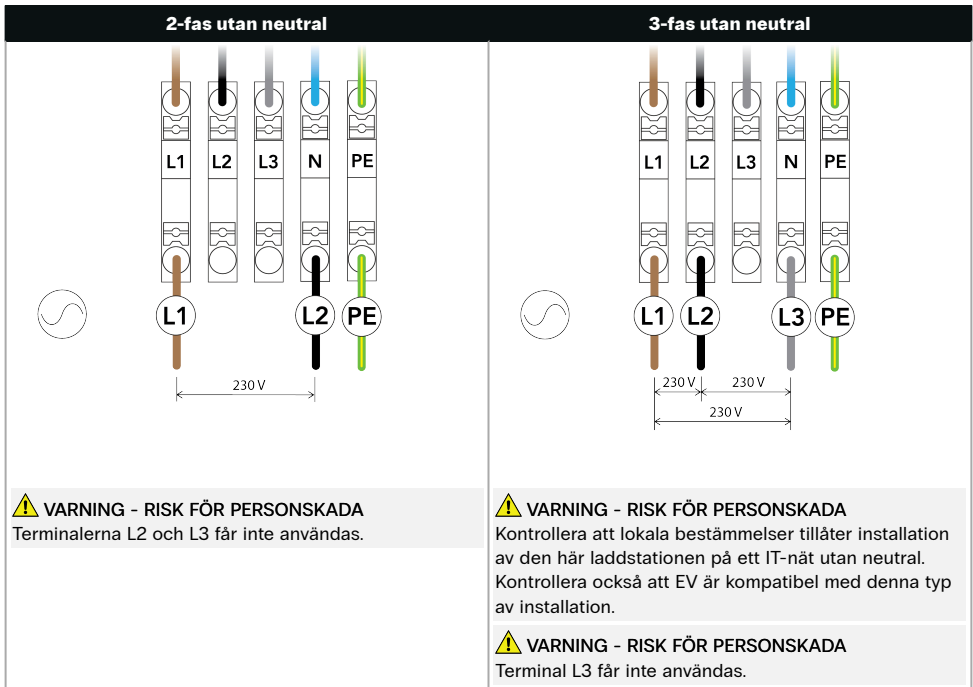 2-fas utan neutral
L1 L2 L3 N PE
L1 L2 PE
230 V
VARNING - RISK FÖR PERSONSKADA
Terminalerna L2 och L3 får inte användas.
3-fas utan neutral
L1 L2 L3 N PE
L1 L2 L3 PE
230 V 230 V
230 V
VARNING - RISK FÖR PERSONSKADA
Kontrollera att lokala bestämmelser tillåter installation
av den här laddstationen på ett IT-nät utan neutral.
Kontrollera också att EV är kompatibel med denna typ
av installation.
VARNING - RISK FÖR PERSONSKADA
Terminal L3 får inte användas.